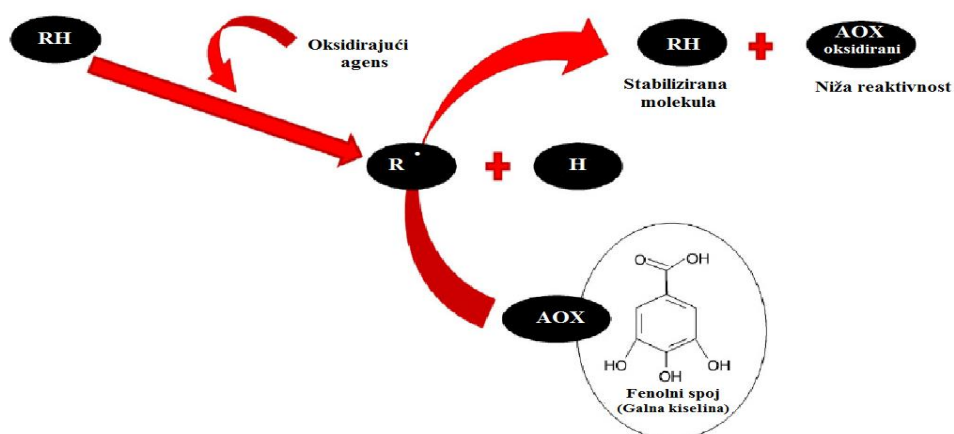 RH
Oksidirajući
agens
RH
Stabilizirana
molekula
AOX
oksidirani
Niža reaktivnost
R•
H
AOX
O
OH
HO
OH
OH
Fenolni spoj
(Galna kiselina)